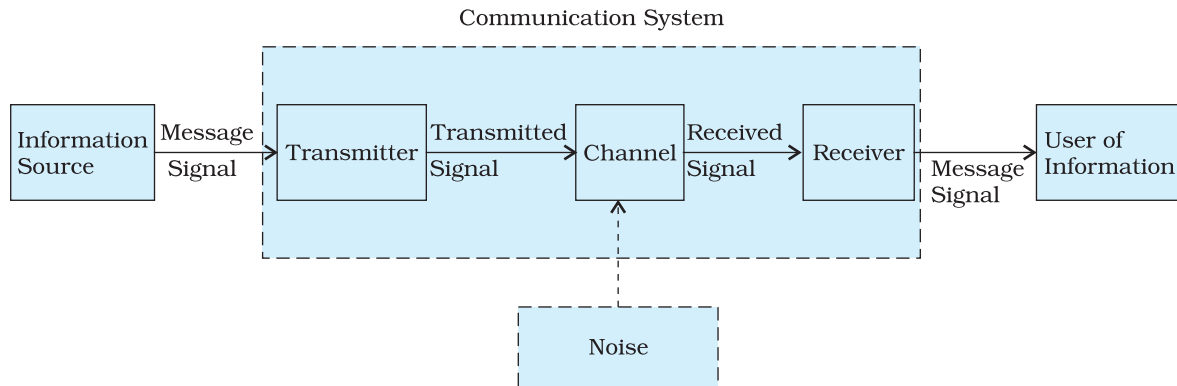 Communication System
Information
Source
Message
Signal
Transmitter
Transmitted
Signal
Channel
Received
Signal
Receiver
Message
Signal
User of
Information
Noise